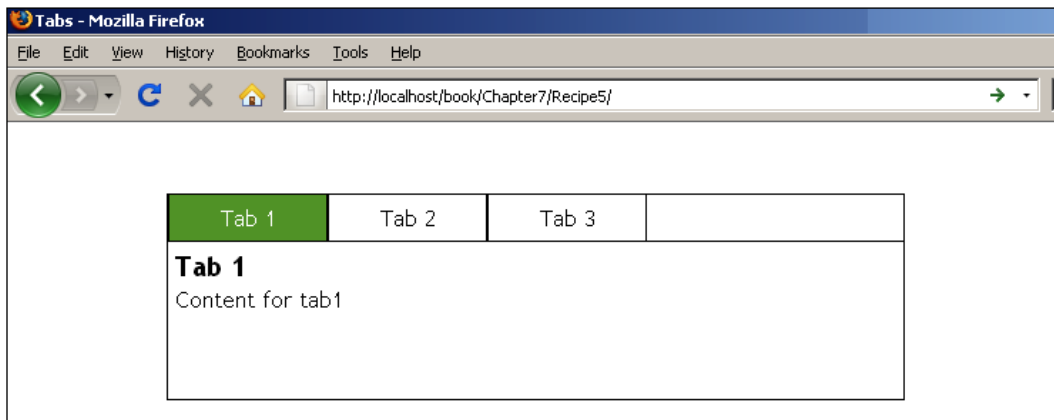 Tabs - Mozilla Firefox
File Edit View History Bookmarks Tools Help
http://localhost/book/Chapter7/Recipe5/
Tab 1 Tab 2 Tab 3
Tab 1
Content for tab1